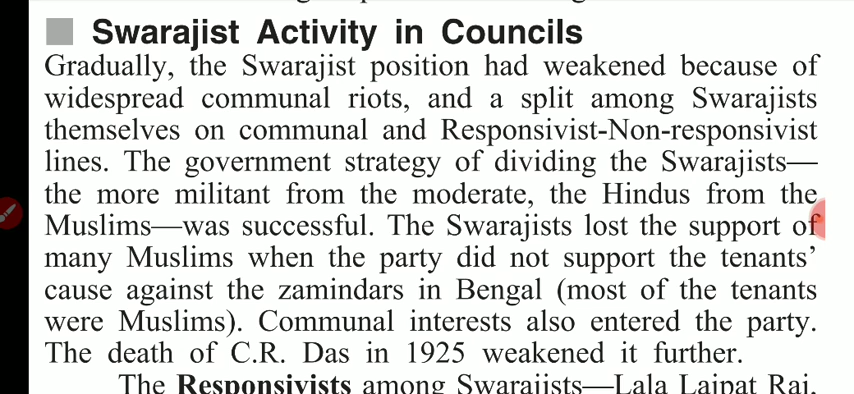 Swarajist Activity in Councils
Gradually, the Swarajist position had weakened because of
widespread communal riots, and a split among Swarajists
themselves on communal and Responsivist-Non-responsivist
lines. The government strategy of dividing the Swarajists—
the more militant from the moderate, the Hindus from the
Muslims—was successful. The Swarajists lost the support of
many Muslims when the party did not support the tenants’
cause against the zamindars in Bengal (most of the tenants
were Muslims). Communal interests also entered the party.
The death of C.R. Das in 1925 weakened it further.
The Responsivists among Swarajists—Lala Lajpat Rai,